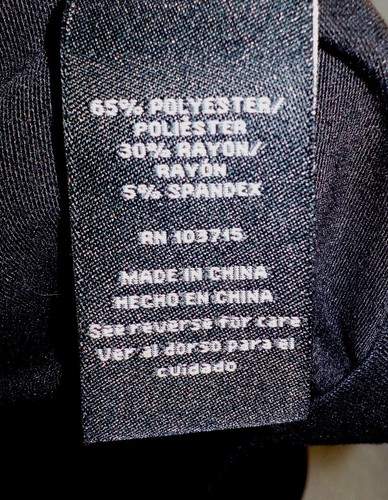 65% POLYESTER/
POLIÉSTER
30% RAYON/
RAYÓN
5% SPANDEX
RN 103715
MADE IN CHINA
HECHO EN CHINA
See reverse for care
Ver al dorso para el
cuidado